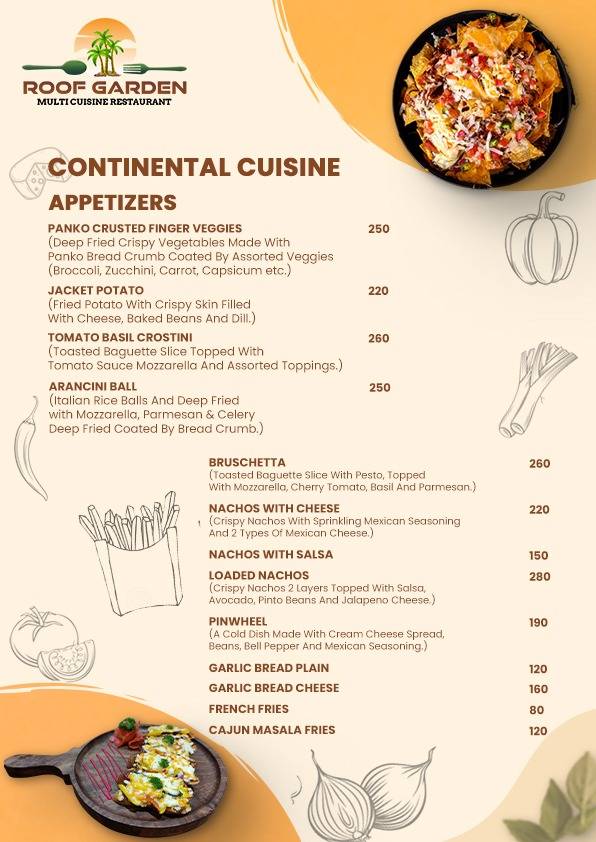 ROOF GARDEN
MULTI CUISINE RESTAURANT
CONTINENTAL CUISINE
APPETIZERS
PANKO CRUSTED FINGER VEGGIES 250
(Deep Fried Crispy Vegetables Made With
Panko Bread Crumb Coated By Assorted Veggies
(Broccoli, Zucchini, Carrot, Capsicum etc.)
JACKET POTATO 220
(Fried Potato With Crispy Skin Filled
With Cheese, Baked Beans And Dill.)
TOMATO BASIL CROSTINI 260
(Toasted Baguette Slice Topped With
Tomato Sauce Mozzarella And Assorted Toppings.)
ARANCINI BALL 250
(Italian Rice Balls And Deep Fried
with Mozzarella, Parmesan & Celery
Deep Fried Coated By Bread Crumb.)
BRUSCHETTA 260
(Toasted Baguette Slice With Pesto, Topped
With Mozzarella, Cherry Tomato, Basil And Parmesan.)
NACHOS WITH CHEESE 220
(Crispy Nachos With Sprinkling Mexican Seasoning
And 2 Types Of Mexican Cheese.)
NACHOS WITH SALSA 150
LOADED NACHOS 280
(Crispy Nachos 2 Layers Topped With Salsa,
Avocado, Pinto Beans And Jalapeno Cheese.)
PINWHEEL 190
(A Cold Dish Made With Cream Cheese Spread,
Beans, Bell Pepper And Mexican Seasoning.)
GARLIC BREAD PLAIN 120
GARLIC BREAD CHEESE 160
FRENCH FRIES 80
CAJUN MASALA FRIES 120